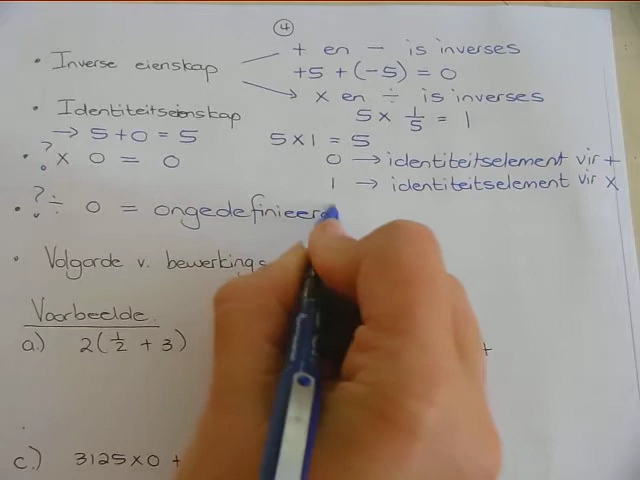 ④
• Inverse eienskap + en - is inverses
+5 + (-5) = 0
x en ÷ is inverses
5 x 1/5 = 1
• Identiteitseienskap
→ 5 + 0 = 5 5 x 1 = 5
• ? x 0 = 0 0 → identiteitselement vir +
1 → identiteitselement vir x
• ? ÷ 0 = ongedefinieerd
• Volgorde v. bewerkings
Voorbeelde.
a.) 2(1/2 + 3)
+
c.) 3125 x 0 +